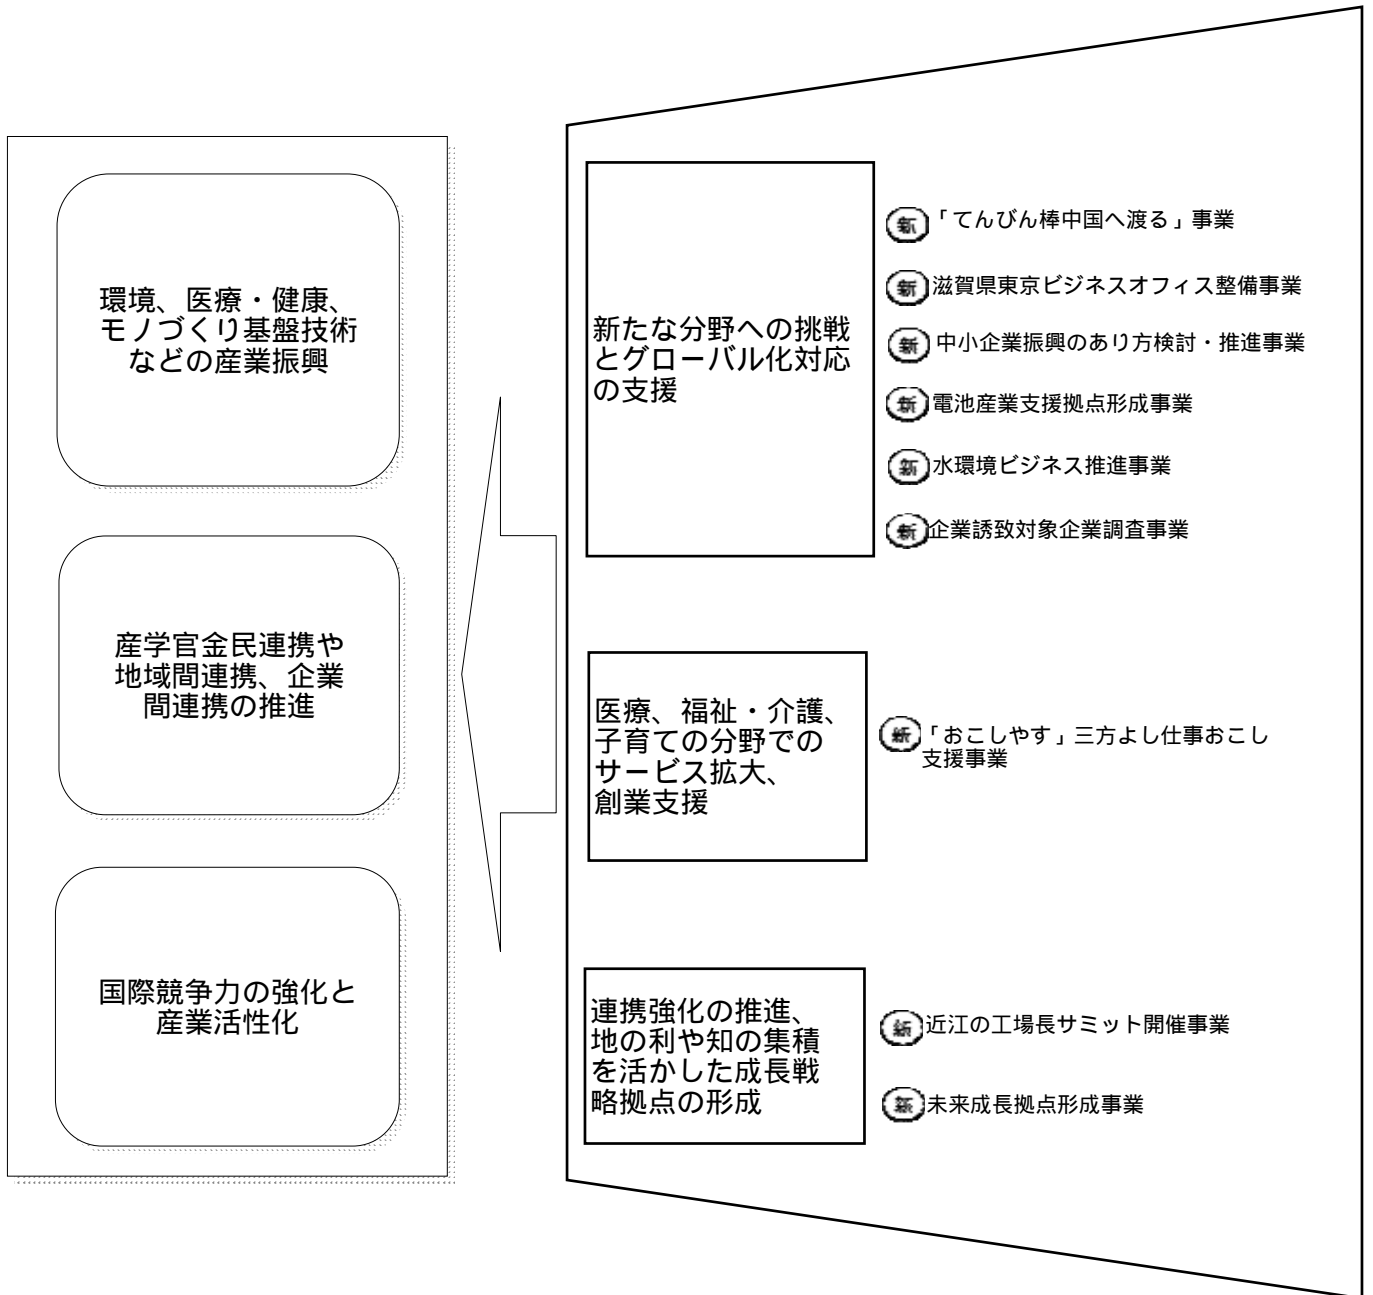 環境、医療・健康、
モノづくり基盤技術
などの産業振興
産学官金民連携や
地域間連携、企業
間連携の推進
国際競争力の強化と
産業活性化
新たな分野への挑戦
とグローバル化対応
の支援
新「てんびん棒中国へ渡る」事業
新 滋賀県東京ビジネスオフィス整備事業
新 中小企業振興のあり方検討・推進事業
新 電池産業支援拠点形成事業
新 水環境ビジネス推進事業
新 企業誘致対象企業調査事業
医療、福祉・介護、
子育ての分野での
サービス拡大、
創業支援
新「おこしやす」三方よし仕事おこし
支援事業
連携強化の推進、
地の利や知の集積
を活かした成長戦
略拠点の形成
新 近江の工場長サミット開催事業
新 未来成長拠点形成事業